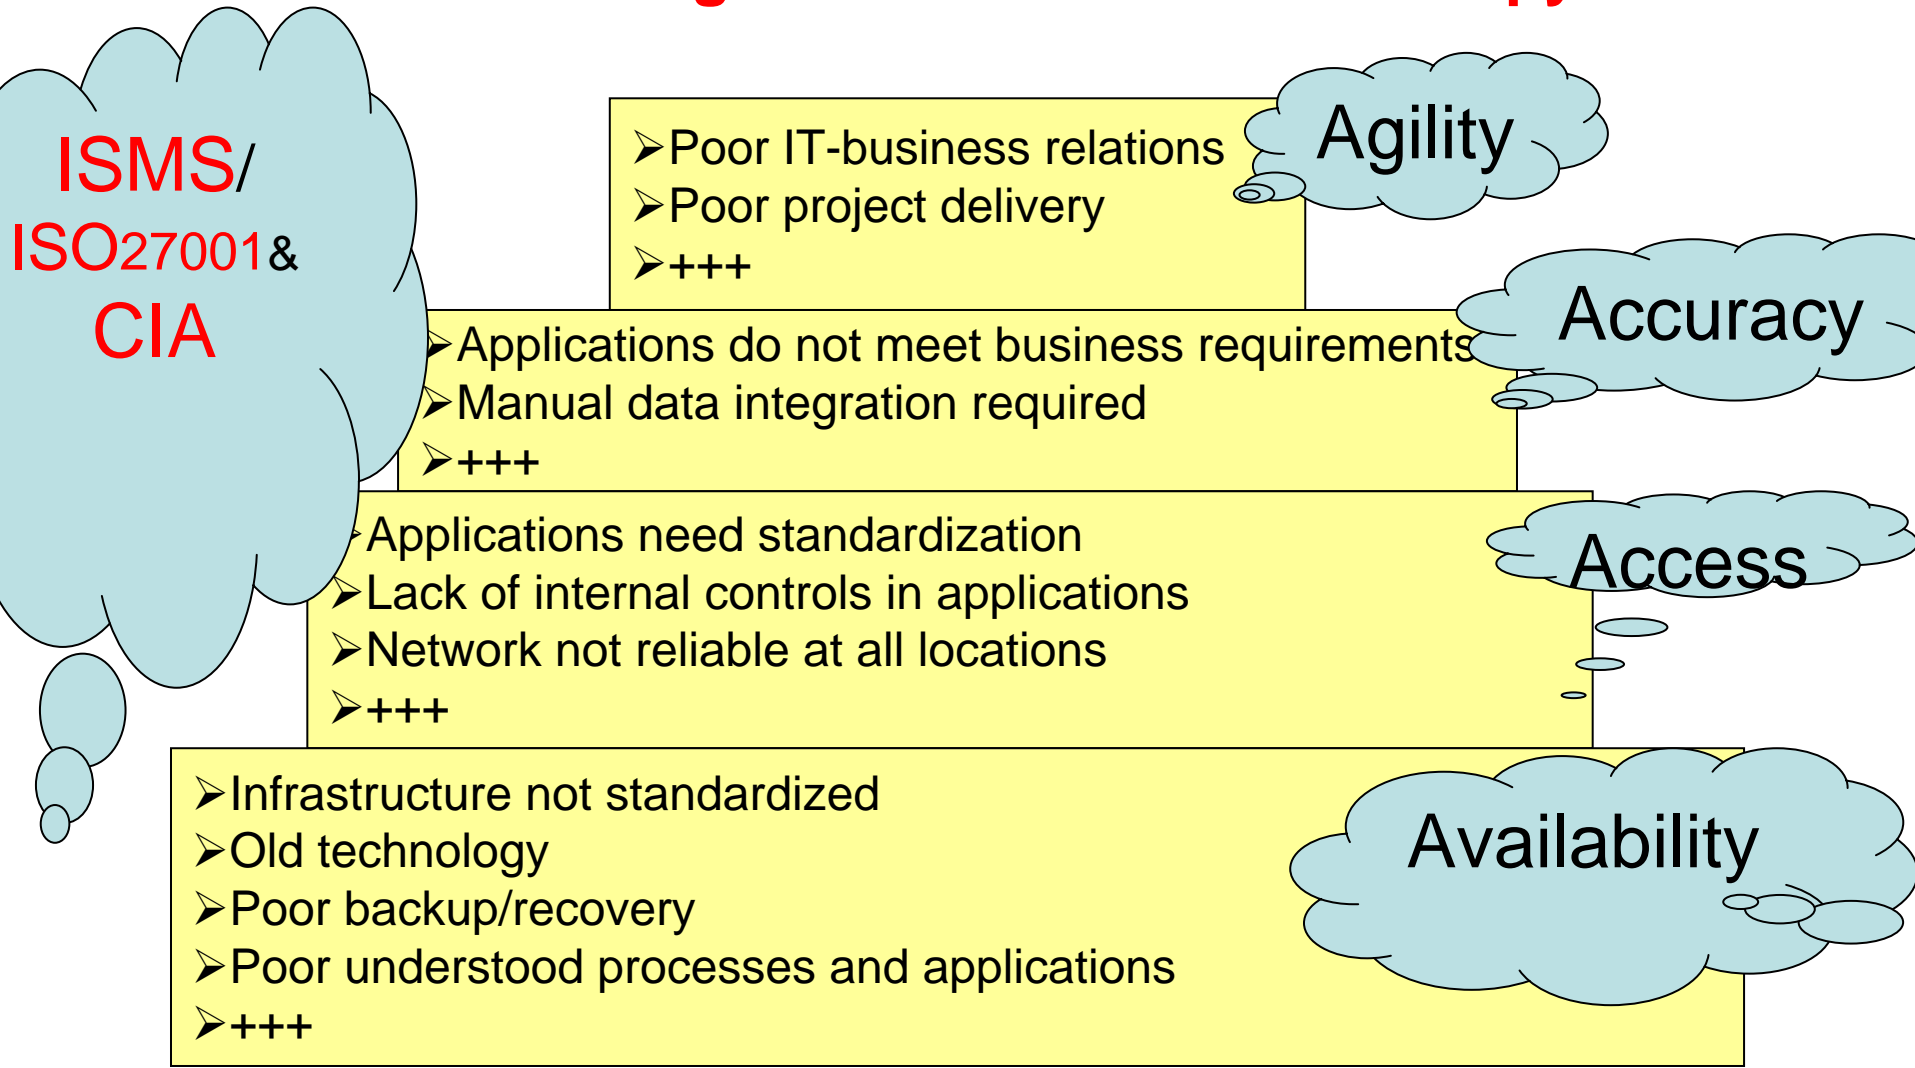 ISMS/
ISO27001&
CIA
➢Poor IT-business relations
➢Poor project delivery
➢+++
Agility
➢Applications do not meet business requirements
➢Manual data integration required
➢+++
Accuracy
➢Applications need standardization
➢Lack of internal controls in applications
➢Network not reliable at all locations
➢+++
Access
➢Infrastructure not standardized
➢Old technology
➢Poor backup/recovery
➢Poor understood processes and applications
➢+++
Availability